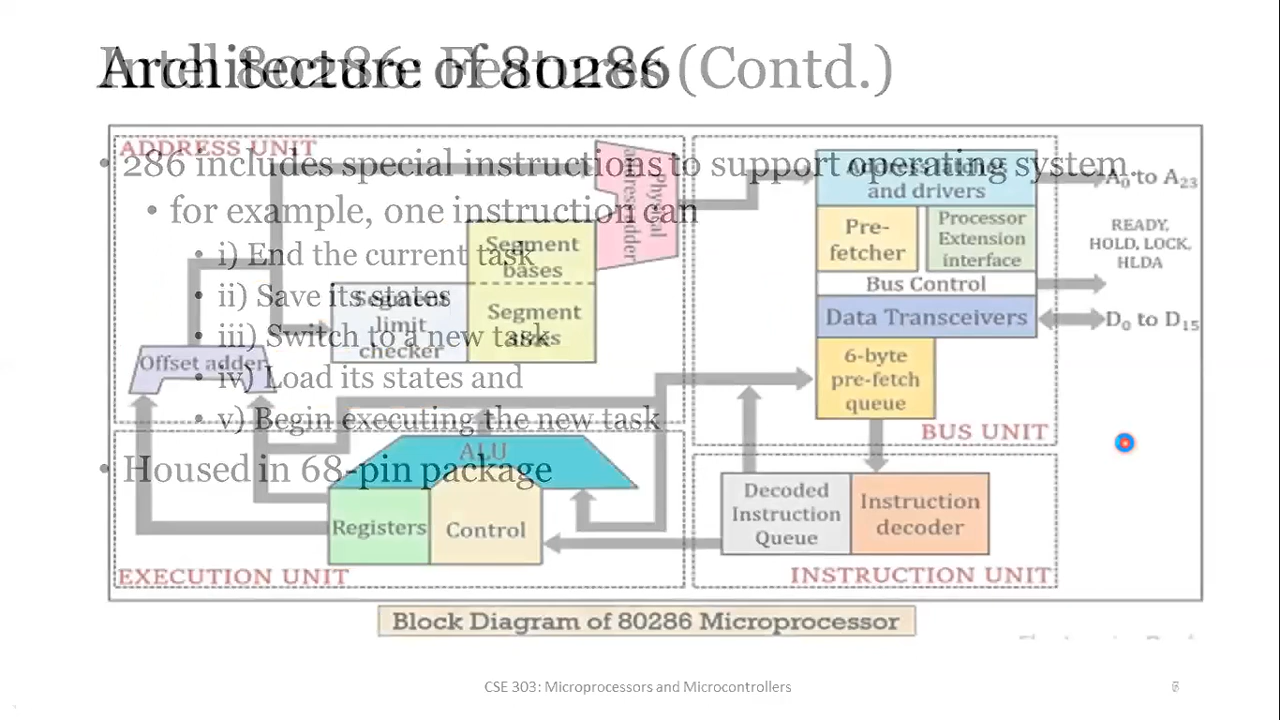 Architecture of 80286
Intel 80286: Features (Contd.)
• 286 includes special instructions to support operating system.
• for example, one instruction can
• i) End the current task
• ii) Save its states
• iii) Switch to a new task
• iv) Load its states and
• v) Begin executing the new task
• Housed in 68-pin package
ADDRESS UNIT
Physical
address adder
Segment
bases
Segment
limit
checker
Segment
sizes
Offset adder
ALU
Registers
Control
EXECUTION UNIT
and drivers
Pre-
fetcher
Processor
Extension
interface
Bus Control
Data Transceivers
6-byte
pre-fetch
queue
BUS UNIT
A₀ to A₂₃
READY,
HOLD, LOCK,
HLDA
D₀ to D₁₅
Decoded
Instruction
Queue
Instruction
decoder
INSTRUCTION UNIT
Block Diagram of 80286 Microprocessor
CSE 303: Microprocessors and Microcontrollers